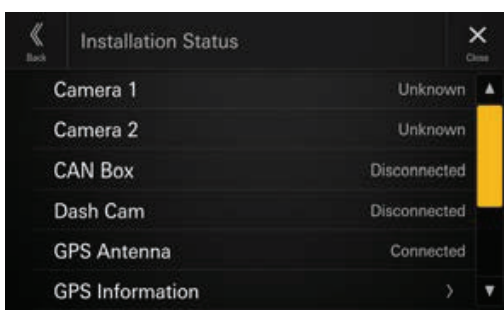 Back Installation Status Close
Camera 1 Unknown
Camera 2 Unknown
CAN Box Disconnected
Dash Cam Disconnected
GPS Antenna Connected
GPS Information